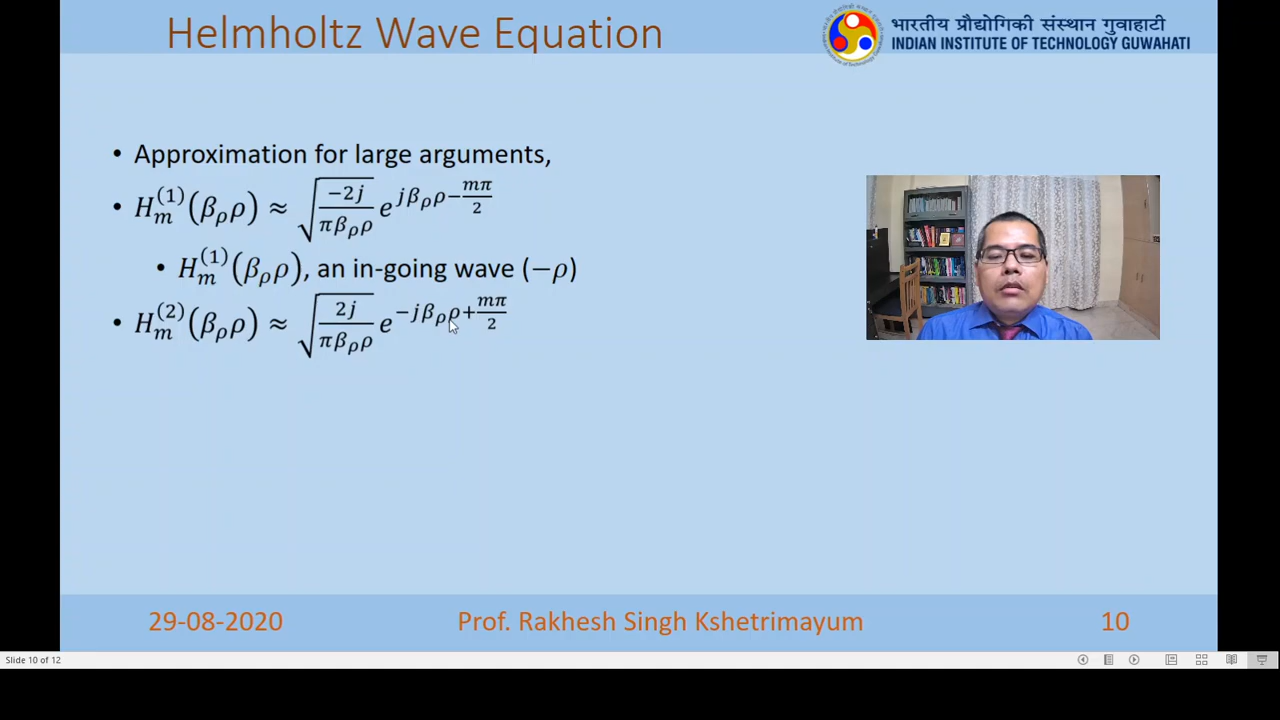 Helmholtz Wave Equation
भारतीय प्रौद्योगिकी संस्थान गुवाहाटी
INDIAN INSTITUTE OF TECHNOLOGY GUWAHATI
• Approximation for large arguments,
• H_m^{(1)}(β_ρ ρ) ≈ √(−2j / πβ_ρ ρ) e^{jβ_ρ ρ − mπ/2}
• H_m^{(1)}(β_ρ ρ), an in-going wave (−ρ)
• H_m^{(2)}(β_ρ ρ) ≈ √(2j / πβ_ρ ρ) e^{−jβ_ρ ρ + mπ/2}
29-08-2020 Prof. Rakhesh Singh Kshetrimayum 10
Slide 10 of 12